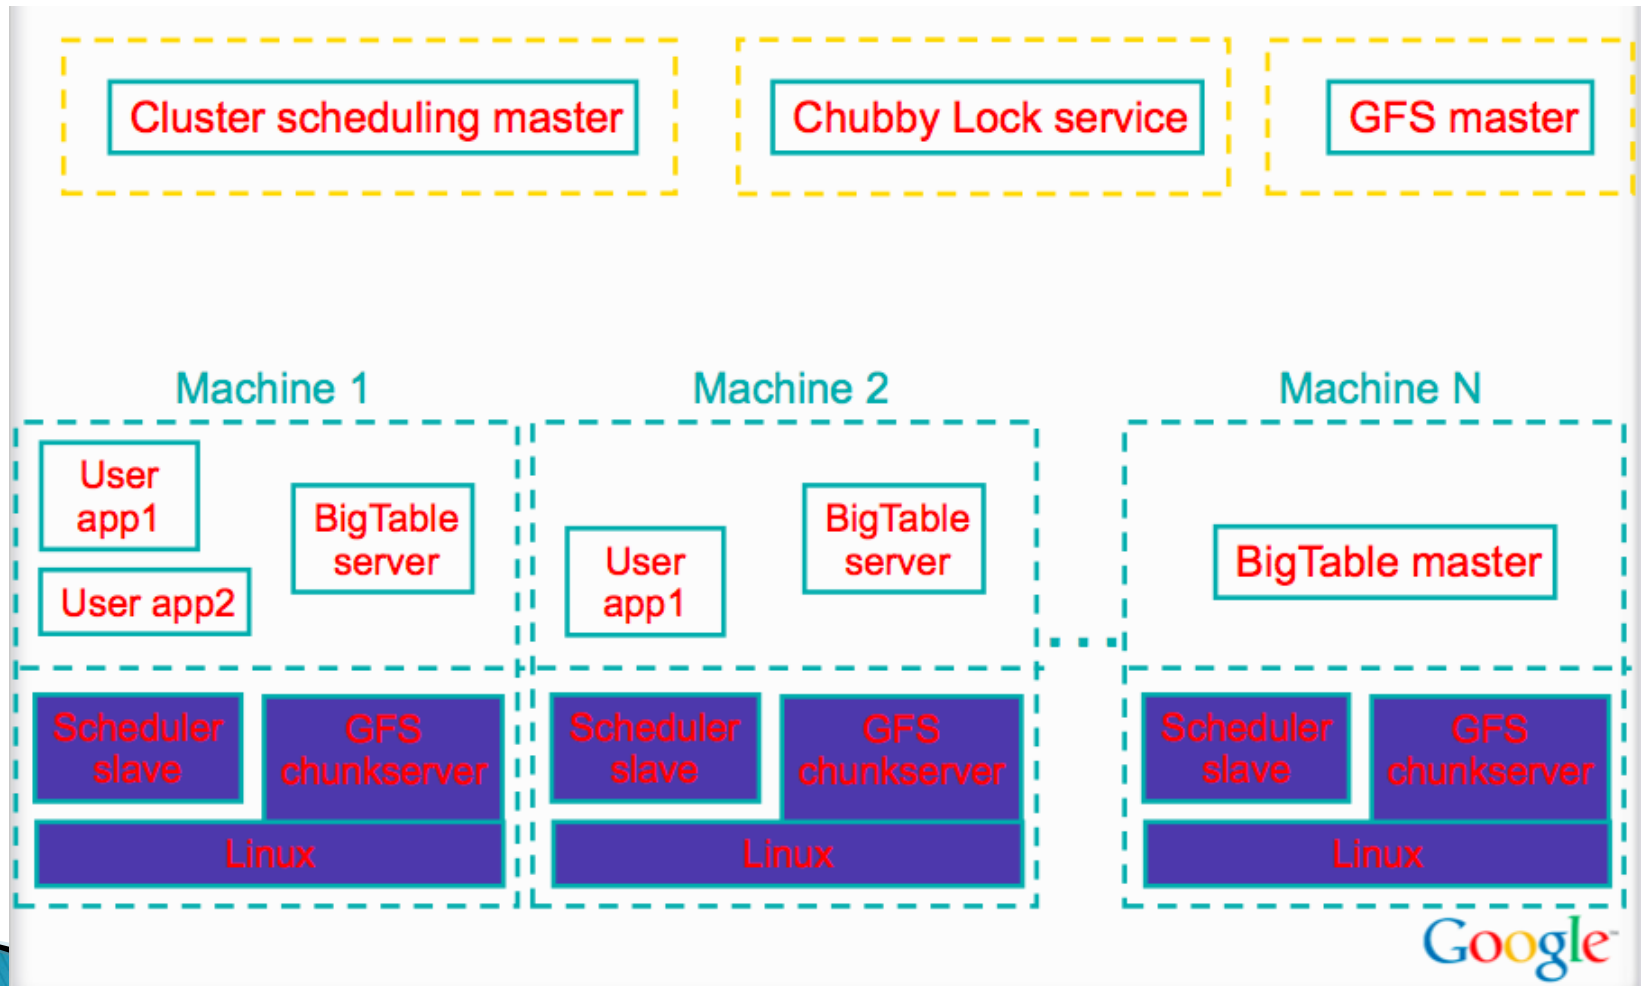 Cluster scheduling master
Chubby Lock service
GFS master
Machine 1
Machine 2
Machine N
User
app1
BigTable
server
User app2
BigTable
server
User
app1
BigTable master
...
Scheduler
slave
GFS
chunkserver
Linux
Scheduler
slave
GFS
chunkserver
Linux
Scheduler
slave
GFS
chunkserver
Linux
Google™